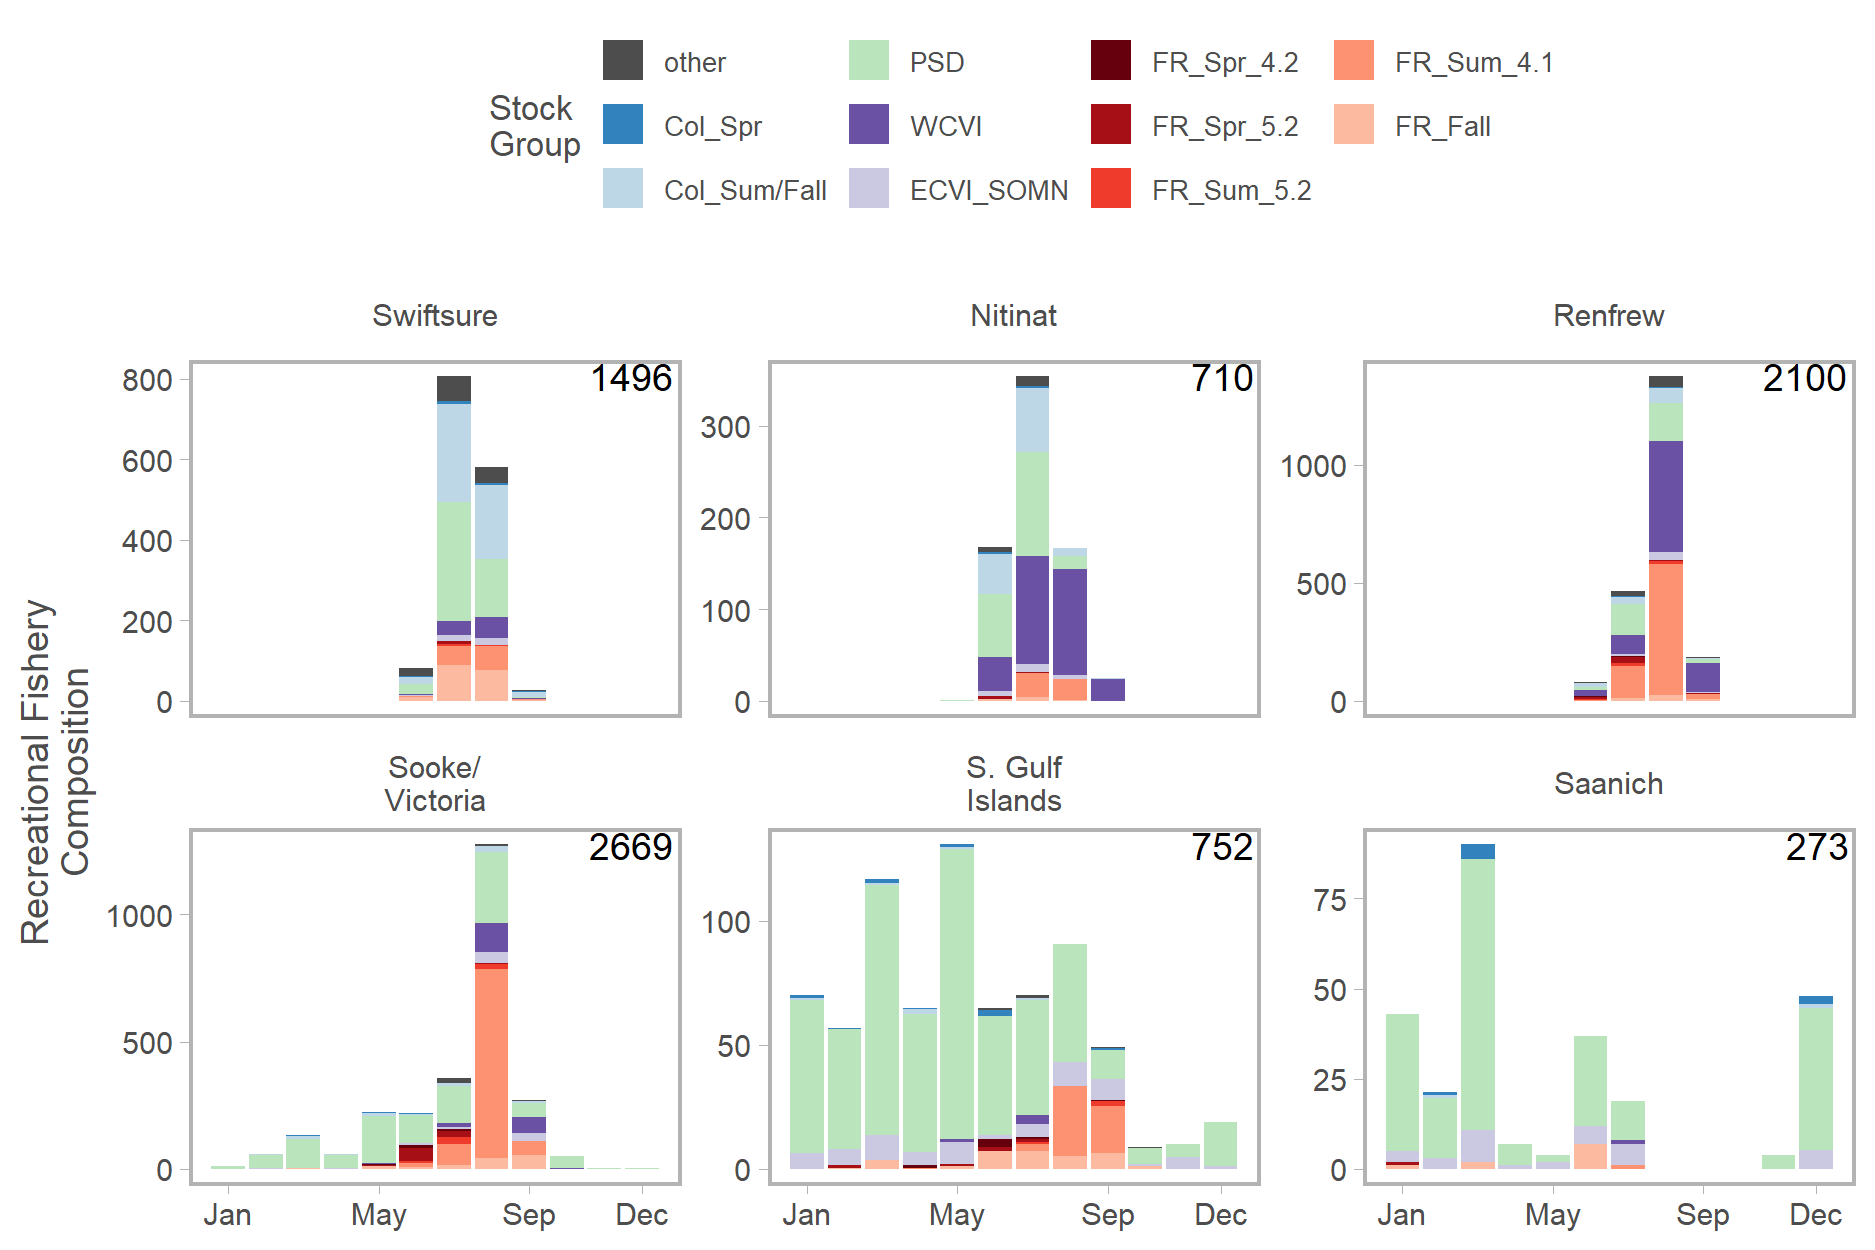 Stock
Group
other
Col_Spr
Col_Sum/Fall
PSD
WCVI
ECVI_SOMN
FR_Spr_4.2
FR_Spr_5.2
FR_Sum_5.2
FR_Sum_4.1
FR_Fall
Recreational Fishery
Composition
Swiftsure
1496
800
600
400
200
0
Nitinat
710
300
200
100
0
Renfrew
2100
1000
500
0
Sooke/
Victoria
2669
1000
500
0
Jan
May
Sep
Dec
S. Gulf
Islands
752
100
50
0
Jan
May
Sep
Dec
Saanich
273
75
50
25
0
Jan
May
Sep
Dec